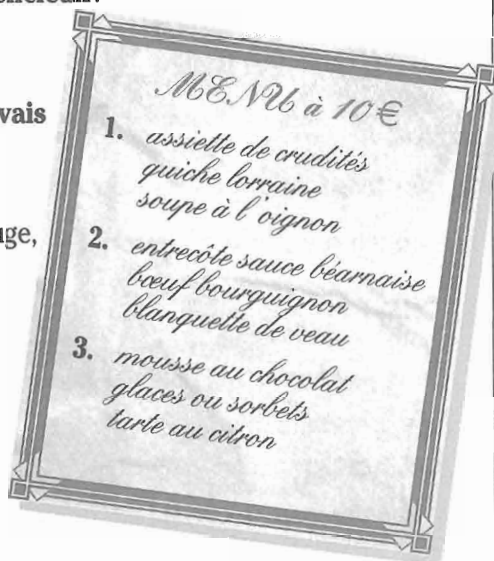 vais
MENU à 10 €
1. assiette de crudités
quiche lorraine
soupe à l'oignon
2. entrecôte sauce béarnaise
bœuf bourguignon
blanquette de veau
3. mousse au chocolat
glaces ou sorbets
tarte au citron